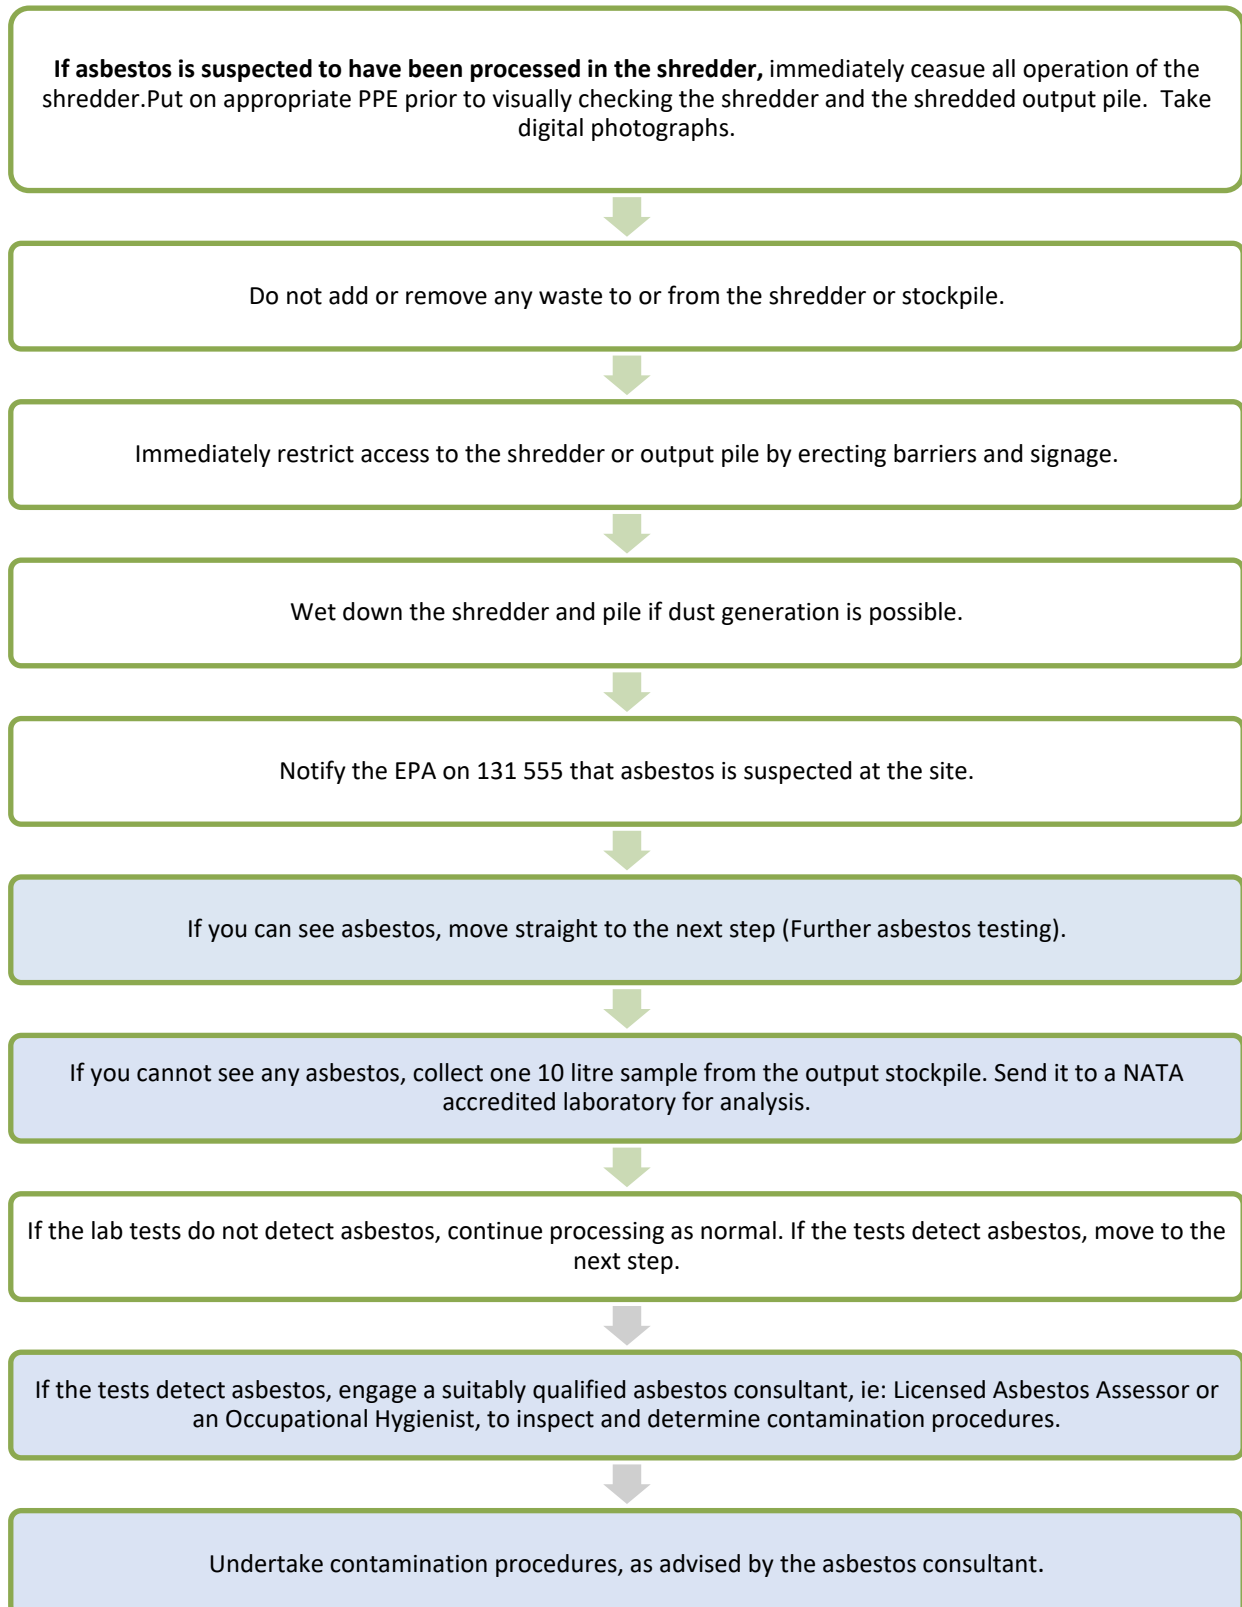 If asbestos is suspected to have been processed in the shredder, immediately ceasue all operation of the
shredder.Put on appropriate PPE prior to visually checking the shredder and the shredded output pile.  Take
digital photographs.
Do not add or remove any waste to or from the shredder or stockpile.
Immediately restrict access to the shredder or output pile by erecting barriers and signage.
Wet down the shredder and pile if dust generation is possible.
Notify the EPA on 131 555 that asbestos is suspected at the site.
If you can see asbestos, move straight to the next step (Further asbestos testing).
If you cannot see any asbestos, collect one 10 litre sample from the output stockpile. Send it to a NATA
accredited laboratory for analysis.
If the lab tests do not detect asbestos, continue processing as normal. If the tests detect asbestos, move to the
next step.
If the tests detect asbestos, engage a suitably qualified asbestos consultant, ie: Licensed Asbestos Assessor or
an Occupational Hygienist, to inspect and determine contamination procedures.
Undertake contamination procedures, as advised by the asbestos consultant.